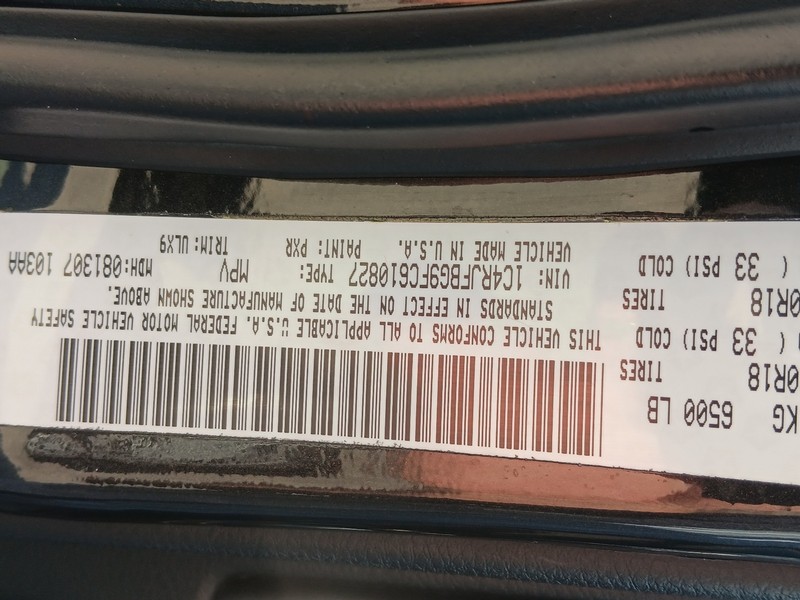 KG 6500 LB
0R18 TIRES
( 33 PSI) COLD
0R18 TIRES
( 33 PSI) COLD
THIS VEHICLE CONFORMS TO ALL APPLICABLE U.S.A. FEDERAL MOTOR VEHICLE SAFETY
STANDARDS IN EFFECT ON THE DATE OF MANUFACTURE SHOWN ABOVE.
VIN: 1C4RJFBG9FC610827 TYPE: MPV MDH:081307 103AA
VEHICLE MADE IN U.S.A. PAINT: PXR TRIM:ULX9